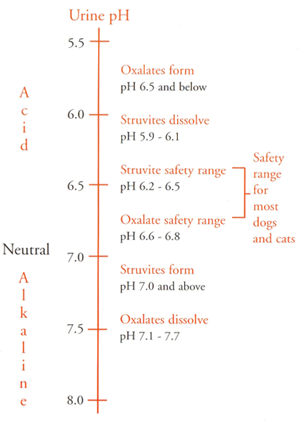 Urine pH
5.5
Oxalates form
pH 6.5 and below
Acid
6.0
Struvites dissolve
pH 5.9 - 6.1
6.5
Struvite safety range
pH 6.2 - 6.5
Oxalate safety range
pH 6.6 - 6.8
Safety
range
for
most
dogs
and cats
Neutral
7.0
Struvites form
pH 7.0 and above
Alkaline
7.5
Oxalates dissolve
pH 7.1 - 7.7
8.0